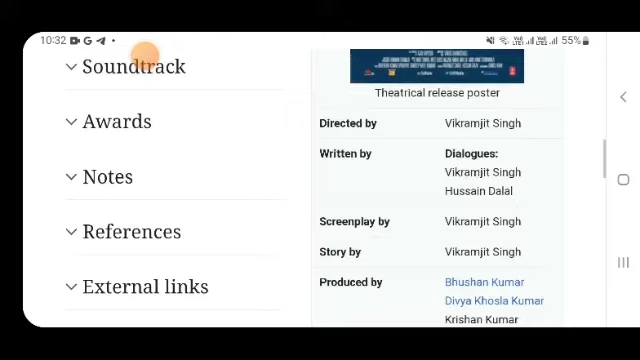 10:32
55%
Soundtrack
Awards
Notes
References
External links
Theatrical release poster
Directed by Vikramjit Singh
Written by Dialogues:
Vikramjit Singh
Hussain Dalal
Screenplay by Vikramjit Singh
Story by Vikramjit Singh
Produced by Bhushan Kumar
Divya Khosla Kumar
Krishan Kumar